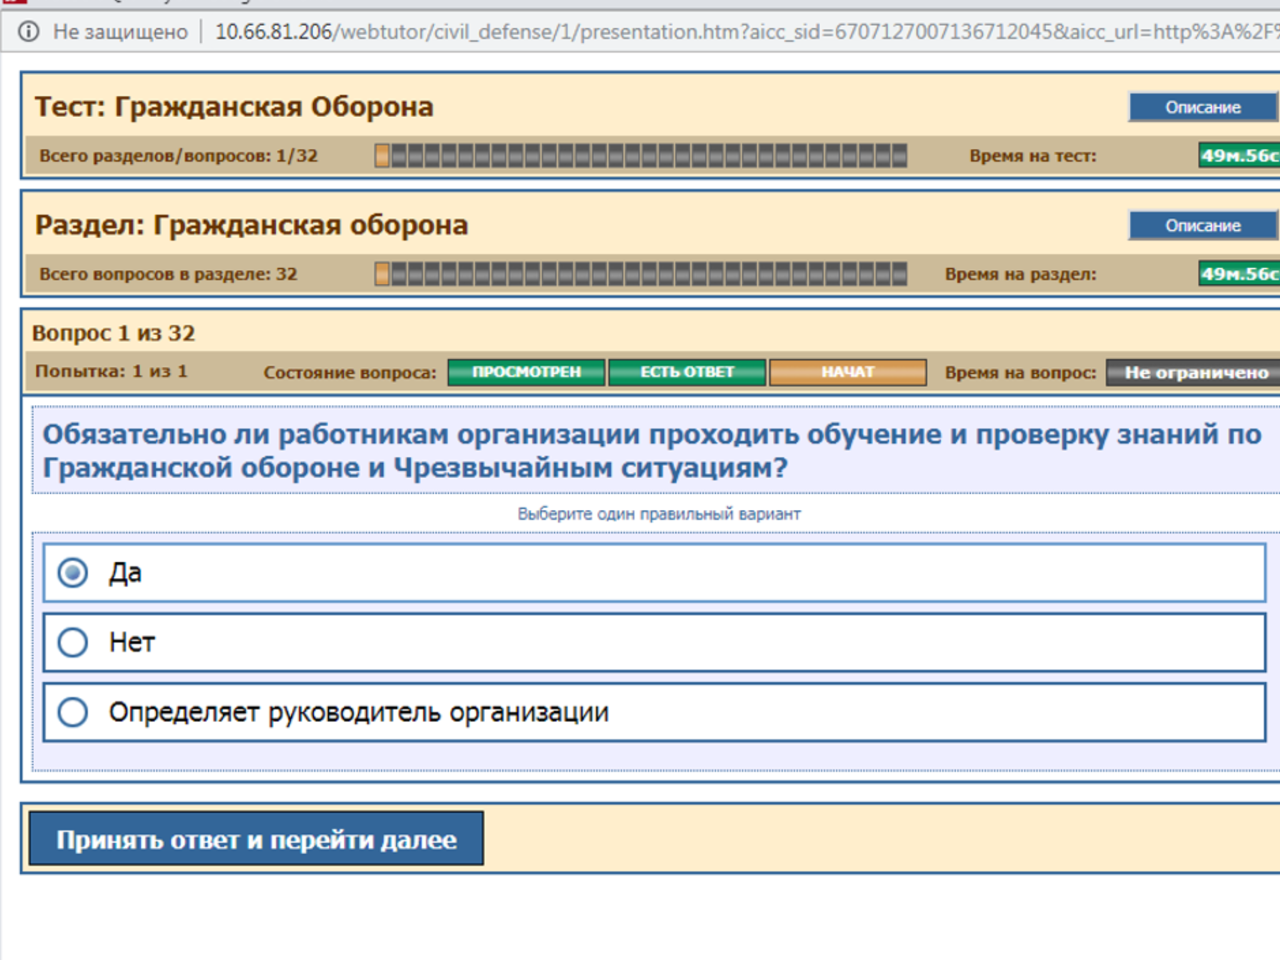 Не защищено 10.66.81.206/webtutor/civil_defense/1/presentation.htm?aicc_sid=6707127007136712045&aicc_url=http%3A%2F%
Тест: Гражданская Оборона
Описание
Всего разделов/вопросов: 1/32
Время на тест:
49м.56с
Раздел: Гражданская оборона
Описание
Всего вопросов в разделе: 32
Время на раздел:
49м.56с
Вопрос 1 из 32
Попытка: 1 из 1
Состояние вопроса:
ПРОСМОТРЕН
ЕСТЬ ОТВЕТ
НАЧАТ
Время на вопрос:
Не ограничено
Обязательно ли работникам организации проходить обучение и проверку знаний по
Гражданской обороне и Чрезвычайным ситуациям?
Выберите один правильный вариант
Да
Нет
Определяет руководитель организации
Принять ответ и перейти далее